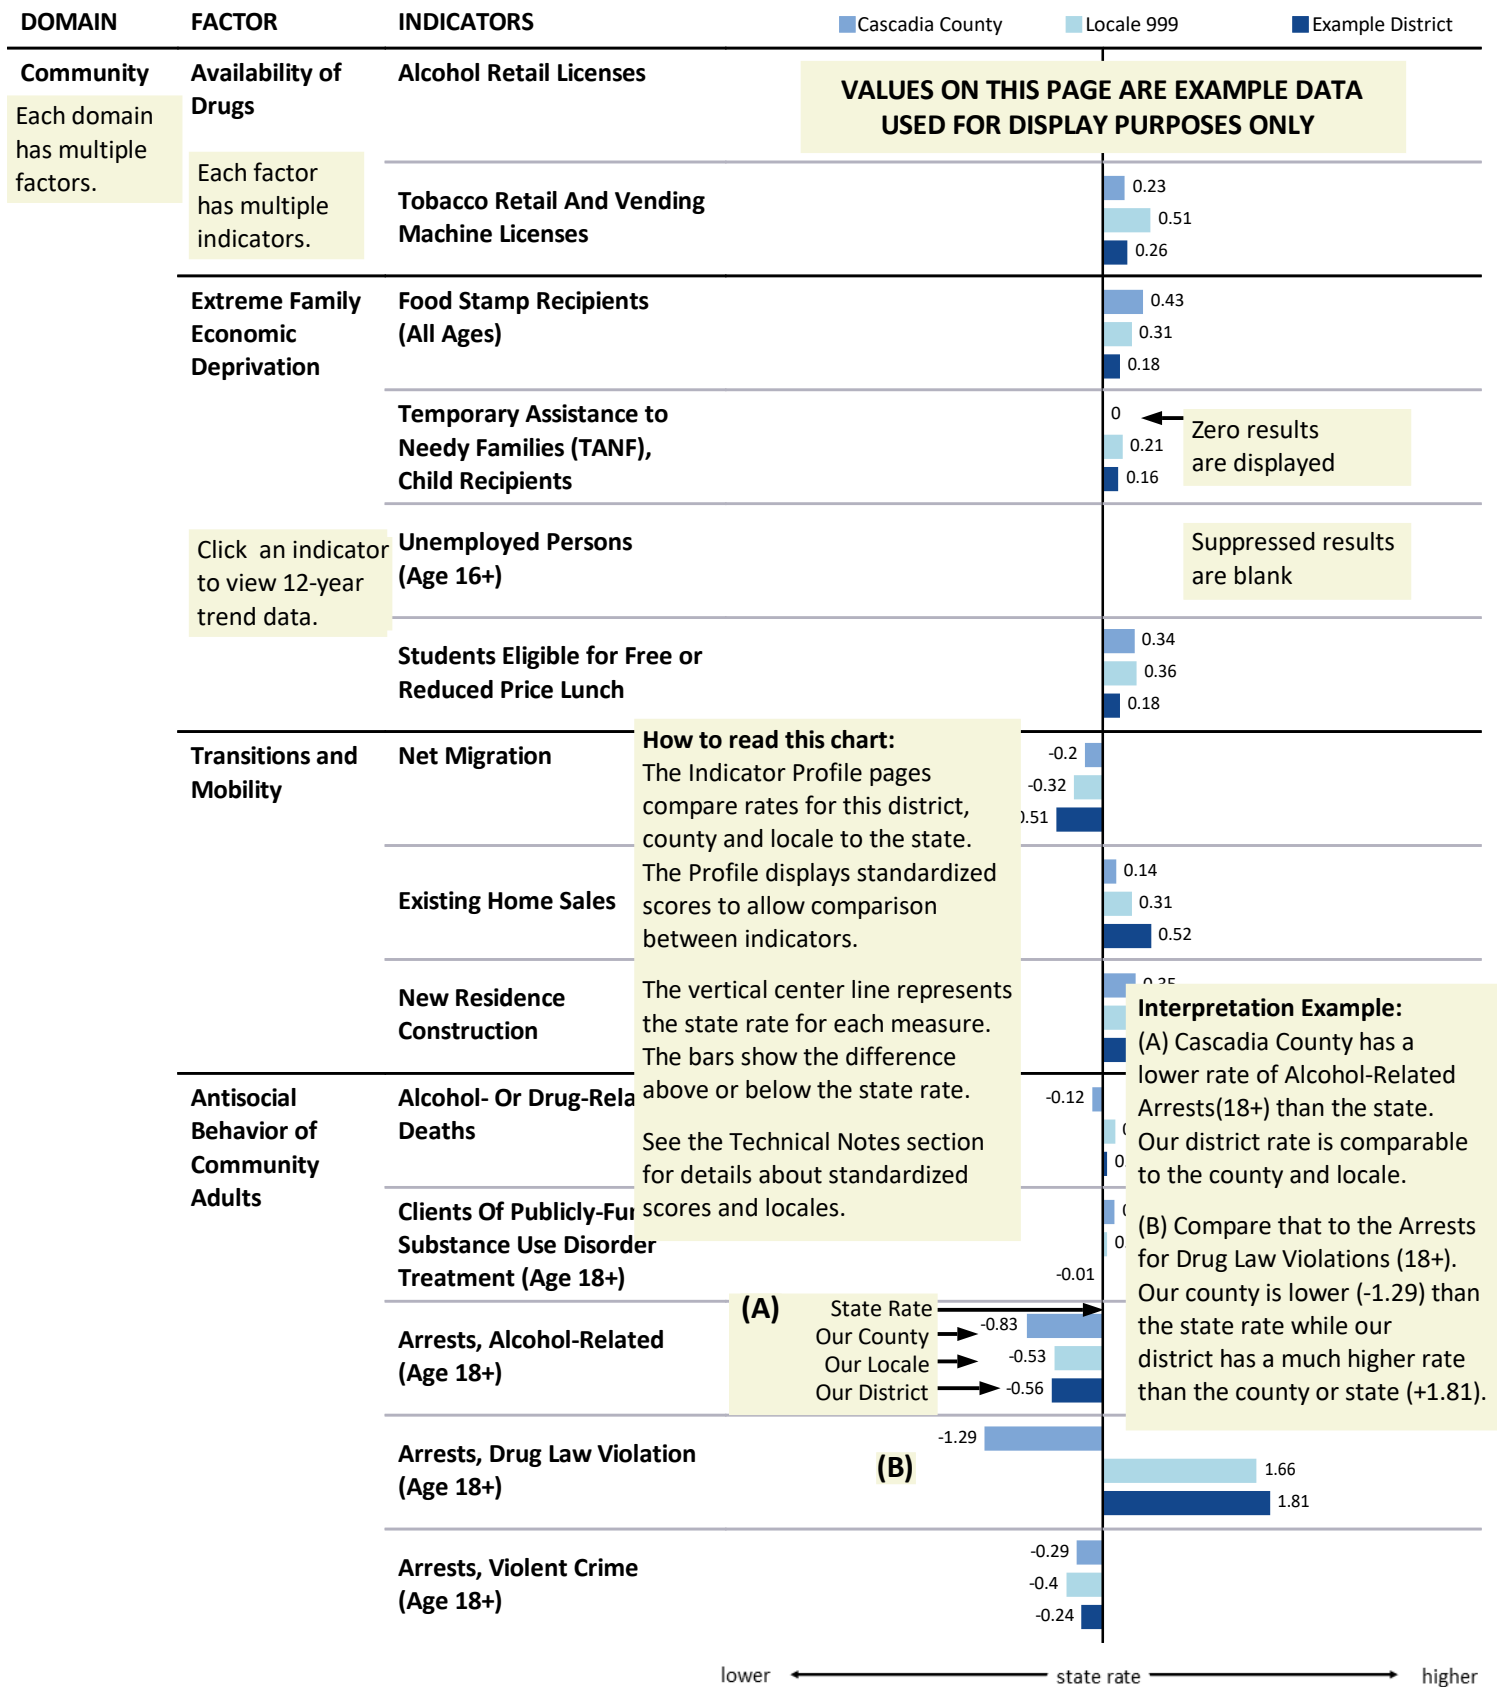 DOMAIN FACTOR INDICATORS Cascadia County Locale 999 Example District
Community
Each domain
has multiple
factors.
Availability of
Drugs
Each factor
has multiple
indicators.
Alcohol Retail Licenses
VALUES ON THIS PAGE ARE EXAMPLE DATA
USED FOR DISPLAY PURPOSES ONLY
Tobacco Retail And Vending
Machine Licenses
0.23
0.51
0.26
Extreme Family
Economic
Deprivation
Food Stamp Recipients
(All Ages)
0.43
0.31
0.18
Temporary Assistance to
Needy Families (TANF),
Child Recipients
0
0.21
0.16
Zero results
are displayed
Click an indicator
to view 12-year
trend data.
Unemployed Persons
(Age 16+)
Suppressed results
are blank
Students Eligible for Free or
Reduced Price Lunch
0.34
0.36
0.18
Transitions and
Mobility
Net Migration
-0.2
-0.32
.51
How to read this chart:
The Indicator Profile pages
compare rates for this district,
county and locale to the state.
The Profile displays standardized
scores to allow comparison
between indicators.
The vertical center line represents
the state rate for each measure.
The bars show the difference
above or below the state rate.
See the Technical Notes section
for details about standardized
scores and locales.
Existing Home Sales
0.14
0.31
0.52
New Residence
Construction
Interpretation Example:
(A) Cascadia County has a
lower rate of Alcohol-Related
Arrests(18+) than the state.
Our district rate is comparable
to the county and locale.
(B) Compare that to the Arrests
for Drug Law Violations (18+).
Our county is lower (-1.29) than
the state rate while our
district has a much higher rate
than the county or state (+1.81).
Antisocial
Behavior of
Community
Adults
Alcohol- Or Drug-Rela
Deaths
-0.12
0.
Clients Of Publicly-Fu
Substance Use Disorder
Treatment (Age 18+)
0.
-0.01
Arrests, Alcohol-Related
(Age 18+)
(A)
State Rate
Our County
Our Locale
Our District
-0.83
-0.53
-0.56
Arrests, Drug Law Violation
(Age 18+)
(B)
-1.29
1.66
1.81
Arrests, Violent Crime
(Age 18+)
-0.29
-0.4
-0.24
lower state rate higher